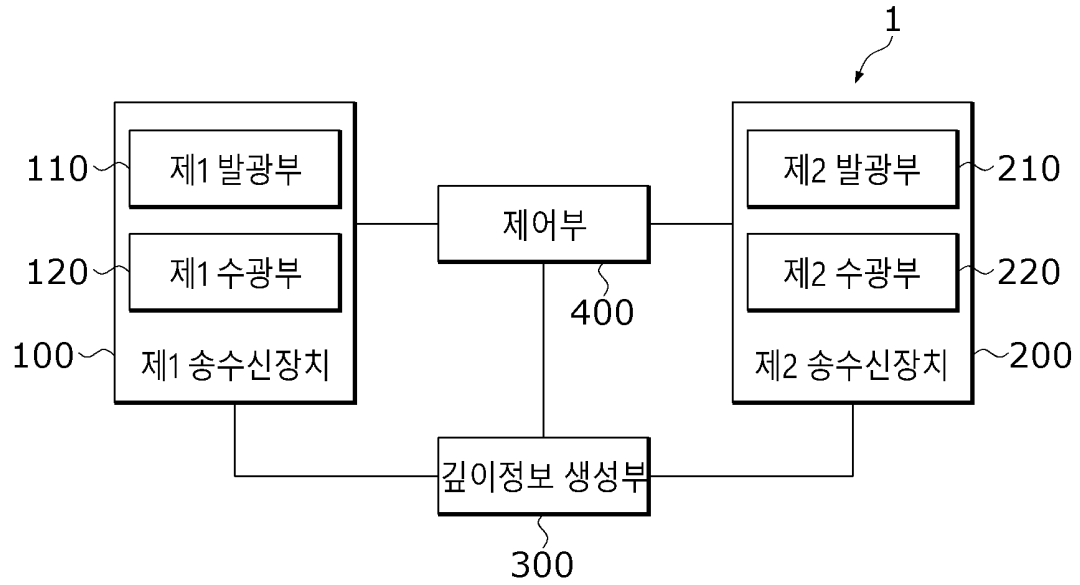 1
제1 발광부
110
제2 발광부
210
제어부
400
제1 수광부
120
제2 수광부
220
제1 송수신장치
100
제2 송수신장치
200
깊이정보 생성부
300